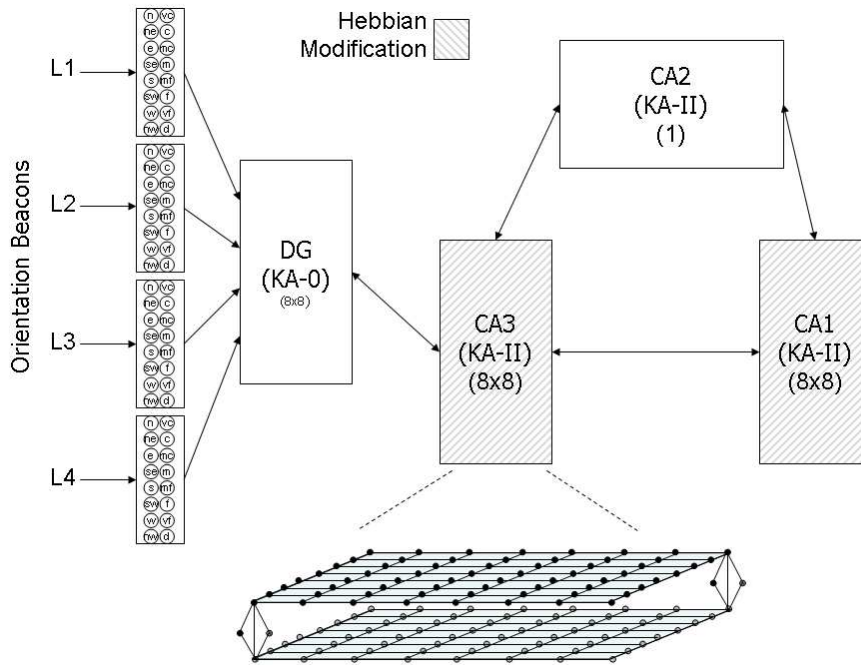 Hebbian
Modification
Orientation Beacons
L1
n vc
ne c
e mc
se m
s mf
sw f
w vf
nw d
L2
n vc
ne c
e mc
se m
s mf
sw f
w vf
nw d
L3
n vc
ne c
e mc
se m
s mf
sw f
w vf
nw d
L4
n vc
ne c
e mc
se m
s mf
sw f
w vf
nw d
DG
(KA-0)
(8x8)
CA2
(KA-II)
(1)
CA3
(KA-II)
(8x8)
CA1
(KA-II)
(8x8)